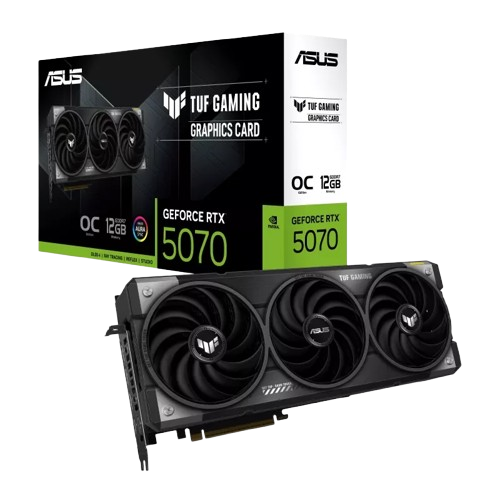 ASUS
TUF GAMING
GRAPHICS CARD
OC 12GB
GEFORCE RTX
5070
ASUS
TUF GAMING
GRAPHICS CARD
OC 12GB
NVIDIA
GEFORCE RTX
5070
TUF GAMING
ASUS